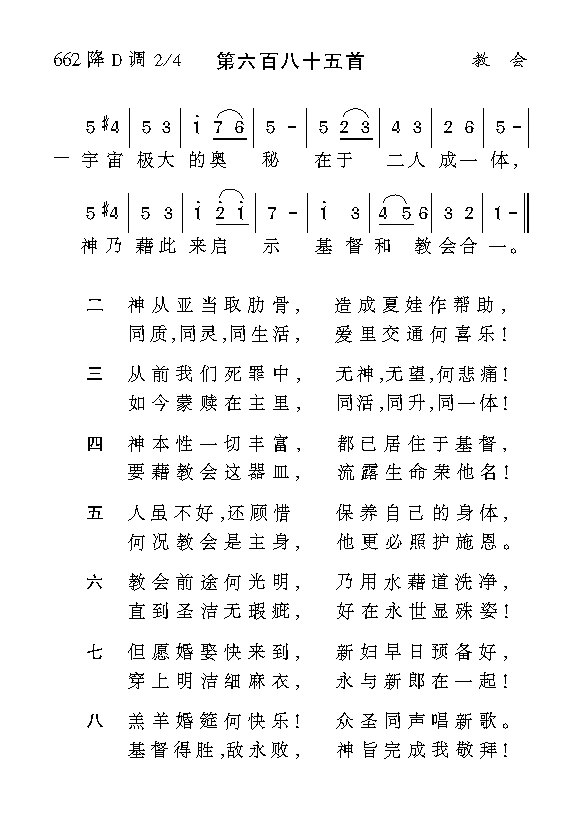 662降D调2/4 第六百八十五首 教 会
5 #4 | 5 3 | i 7 6 | 5 - | 5 2 3 | 4 3 | 2 6 | 5 - |
一 宇宙 极大 的奥 秘 在于 二人 成一 体,
5 #4 | 5 3 | i 2 i | 7 - | i 3 | 4 5 6 | 3 2 | 1 - ‖
神乃 藉此 来启 示 基 督和 教会合 一。
二 神从亚当取肋骨, 造成夏娃作帮助,
同质,同灵,同生活, 爱里交通何喜乐!
三 从前我们死罪中, 无神,无望,何悲痛!
如今蒙赎在主里, 同活,同升,同一体!
四 神本性一切丰富, 都已居住于基督,
要藉教会这器皿, 流露生命荣他名!
五 人虽不好,还顾惜 保养自己的身体,
何况教会是主身, 他更必照护施恩。
六 教会前途何光明, 乃用水藉道洗净,
直到圣洁无瑕疵, 好在永世显殊姿!
七 但愿婚娶快来到, 新妇早日预备好,
穿上明洁细麻衣, 永与新郎在一起!
八 羔羊婚筵何快乐! 众圣同声唱新歌。
基督得胜,敌永败, 神旨完成我敬拜!